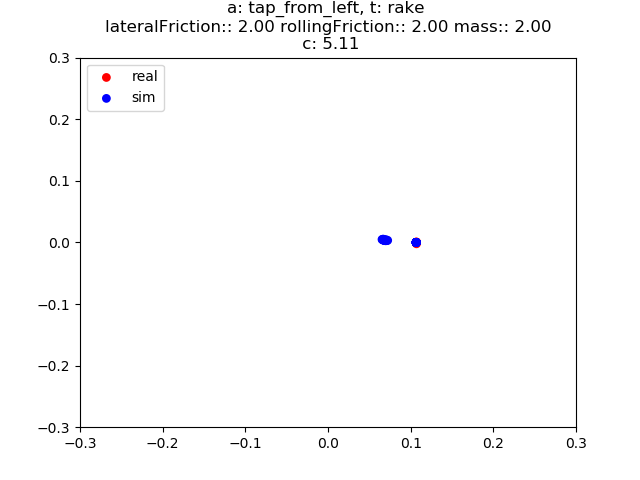 a: tap_from_left, t: rake
lateralFriction:: 2.00 rollingFriction:: 2.00 mass:: 2.00
c: 5.11
real
sim
0.3
0.2
0.1
0.0
−0.1
−0.2
−0.3
−0.3 −0.2 −0.1 0.0 0.1 0.2 0.3